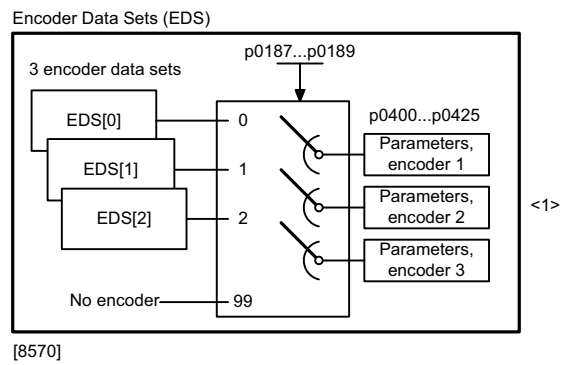 Encoder Data Sets (EDS)
p0187...p0189
3 encoder data sets
p0400...p0425
EDS[0]
0
Parameters,
encoder 1
EDS[1]
1
Parameters,
encoder 2
<1>
EDS[2]
2
Parameters,
encoder 3
No encoder
99
[8570]